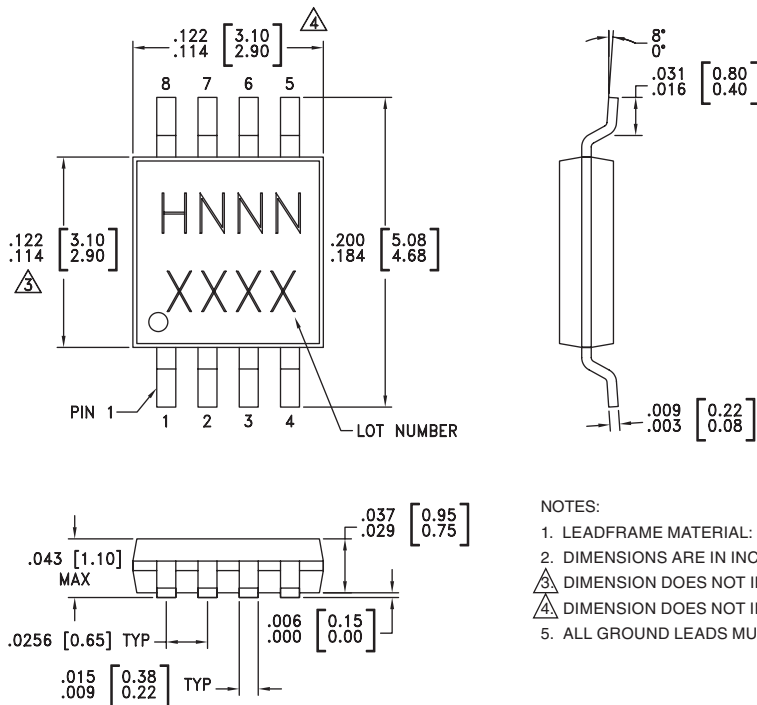 .122 [3.10]
.114 [2.90]
4
8 7 6 5
HNNN
XXXX
.122 [3.10]
.114 [2.90]
3
.200 [5.08]
.184 [4.68]
PIN 1
1 2 3 4
LOT NUMBER
8°
0°
.031 [0.80]
.016 [0.40]
.009 [0.22]
.003 [0.08]
.037 [0.95]
.029 [0.75]
.043 [1.10]
MAX
.0256 [0.65] TYP
.006 [0.15]
.000 [0.00]
.015 [0.38]
.009 [0.22]
TYP
NOTES:
1. LEADFRAME MATERIAL:
2. DIMENSIONS ARE IN INC
3. DIMENSION DOES NOT I
4. DIMENSION DOES NOT I
5. ALL GROUND LEADS MU